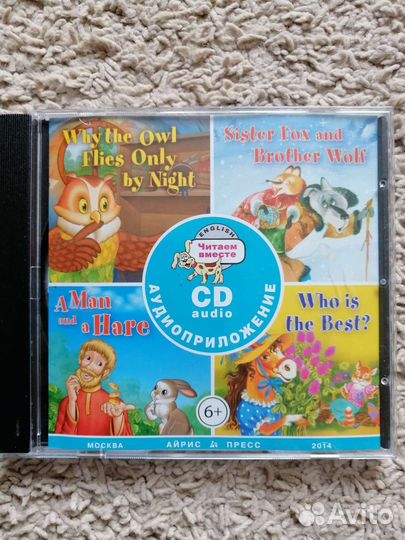 Why the Owl
Flies Only
by Night
Sister Fox and
Brother Wolf
ENGLISH
Читаем
вместе
CD
audio
АУДИОПРИЛОЖЕНИЕ
A Man
and a Hare
Who is
the Best?
6+
МОСКВА АЙРИС ПРЕСС 2014
Avito